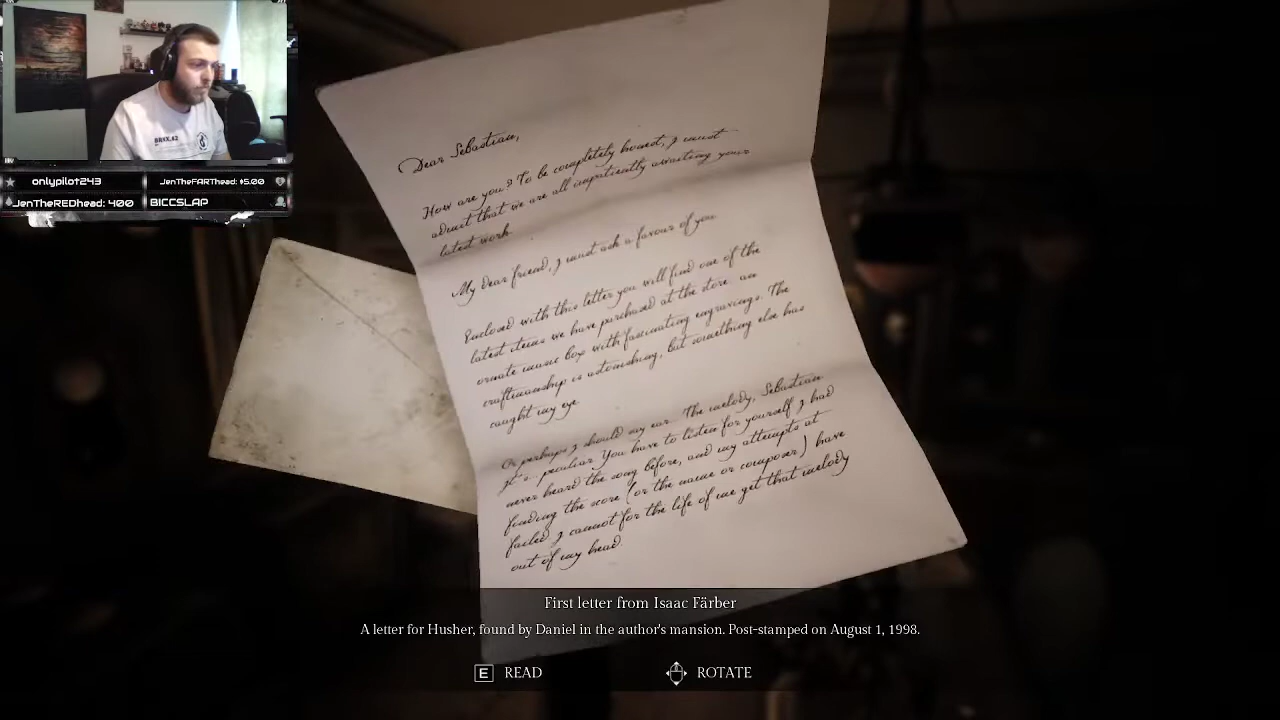 BRKK.62
onlypilot243
JenTheFARThead: $5.00
JenTheREDhead: 400
BICCSLAP
Dear Sebastian,
How are you? To be completely honest, I must
admit that we are all impatiently awaiting your
latest work.
My dear friend, I must ask a favour of you
Enclosed with this letter you will find one of the
latest items we have purchased at the store: an
ornate music box with fascinating engravings. The
craftmanship is astonishing, but something else has
caught my eye
Or perhaps I should say ear. The melody, Sebastian
It's... peculiar. You have to listen for yourself. I had
never heard the song before, and my attempts at
finding the score (or the name or composer) have
failed. I cannot for the life of me get that melody
out of my head.
First letter from Isaac Färber
A letter for Husher, found by Daniel in the author's mansion. Post-stamped on August 1, 1998.
E READ
ROTATE